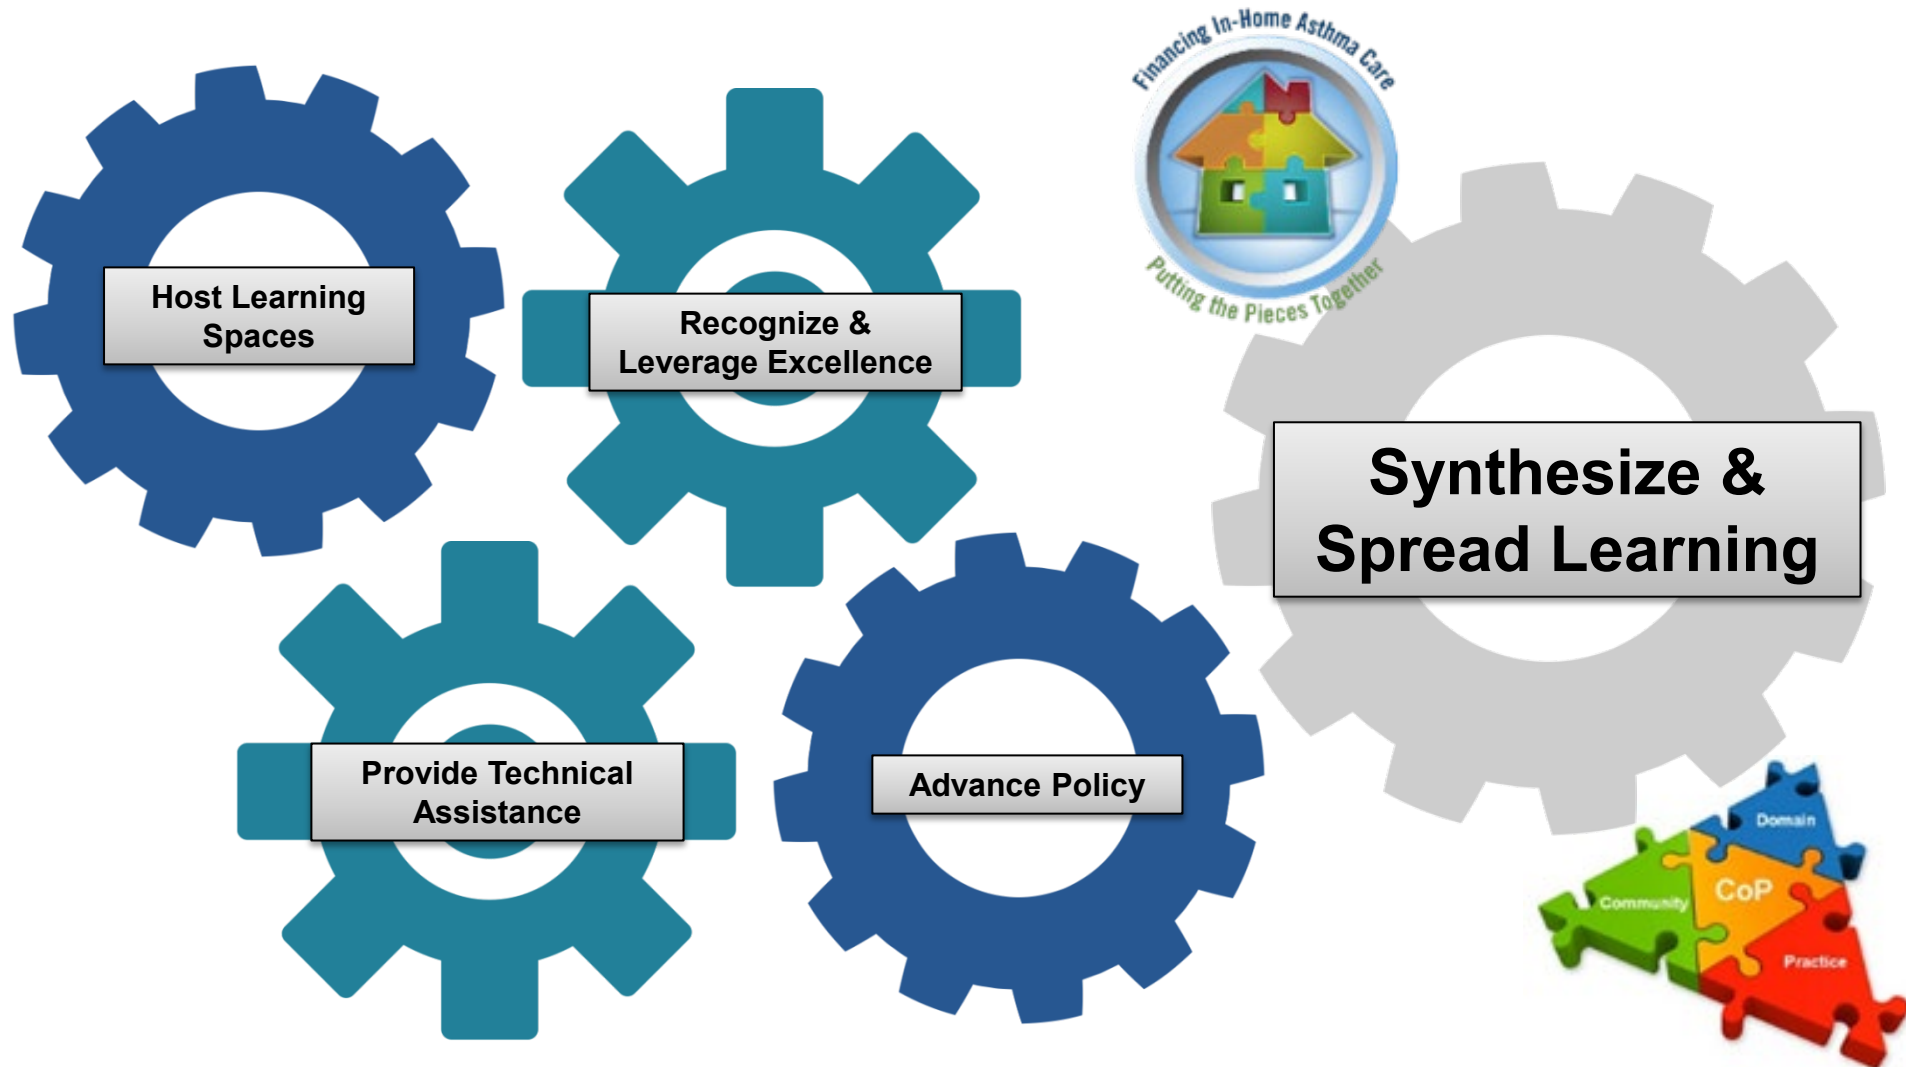 Financing In-Home Asthma Care
Putting the Pieces Together
Host Learning
Spaces
Recognize &
Leverage Excellence
Synthesize &
Spread Learning
Provide Technical
Assistance
Advance Policy
Domain
Community
CoP
Practice